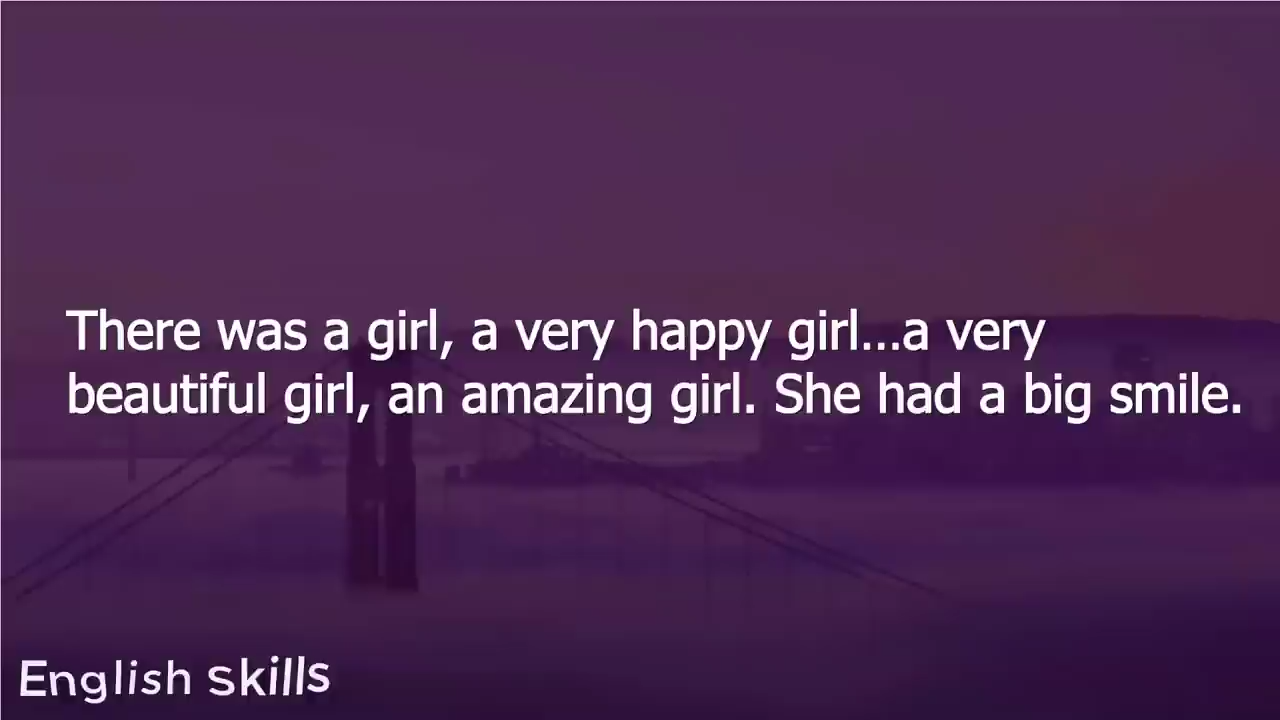 There was a girl, a very happy girl...a very
beautiful girl, an amazing girl. She had a big smile.
English Skills